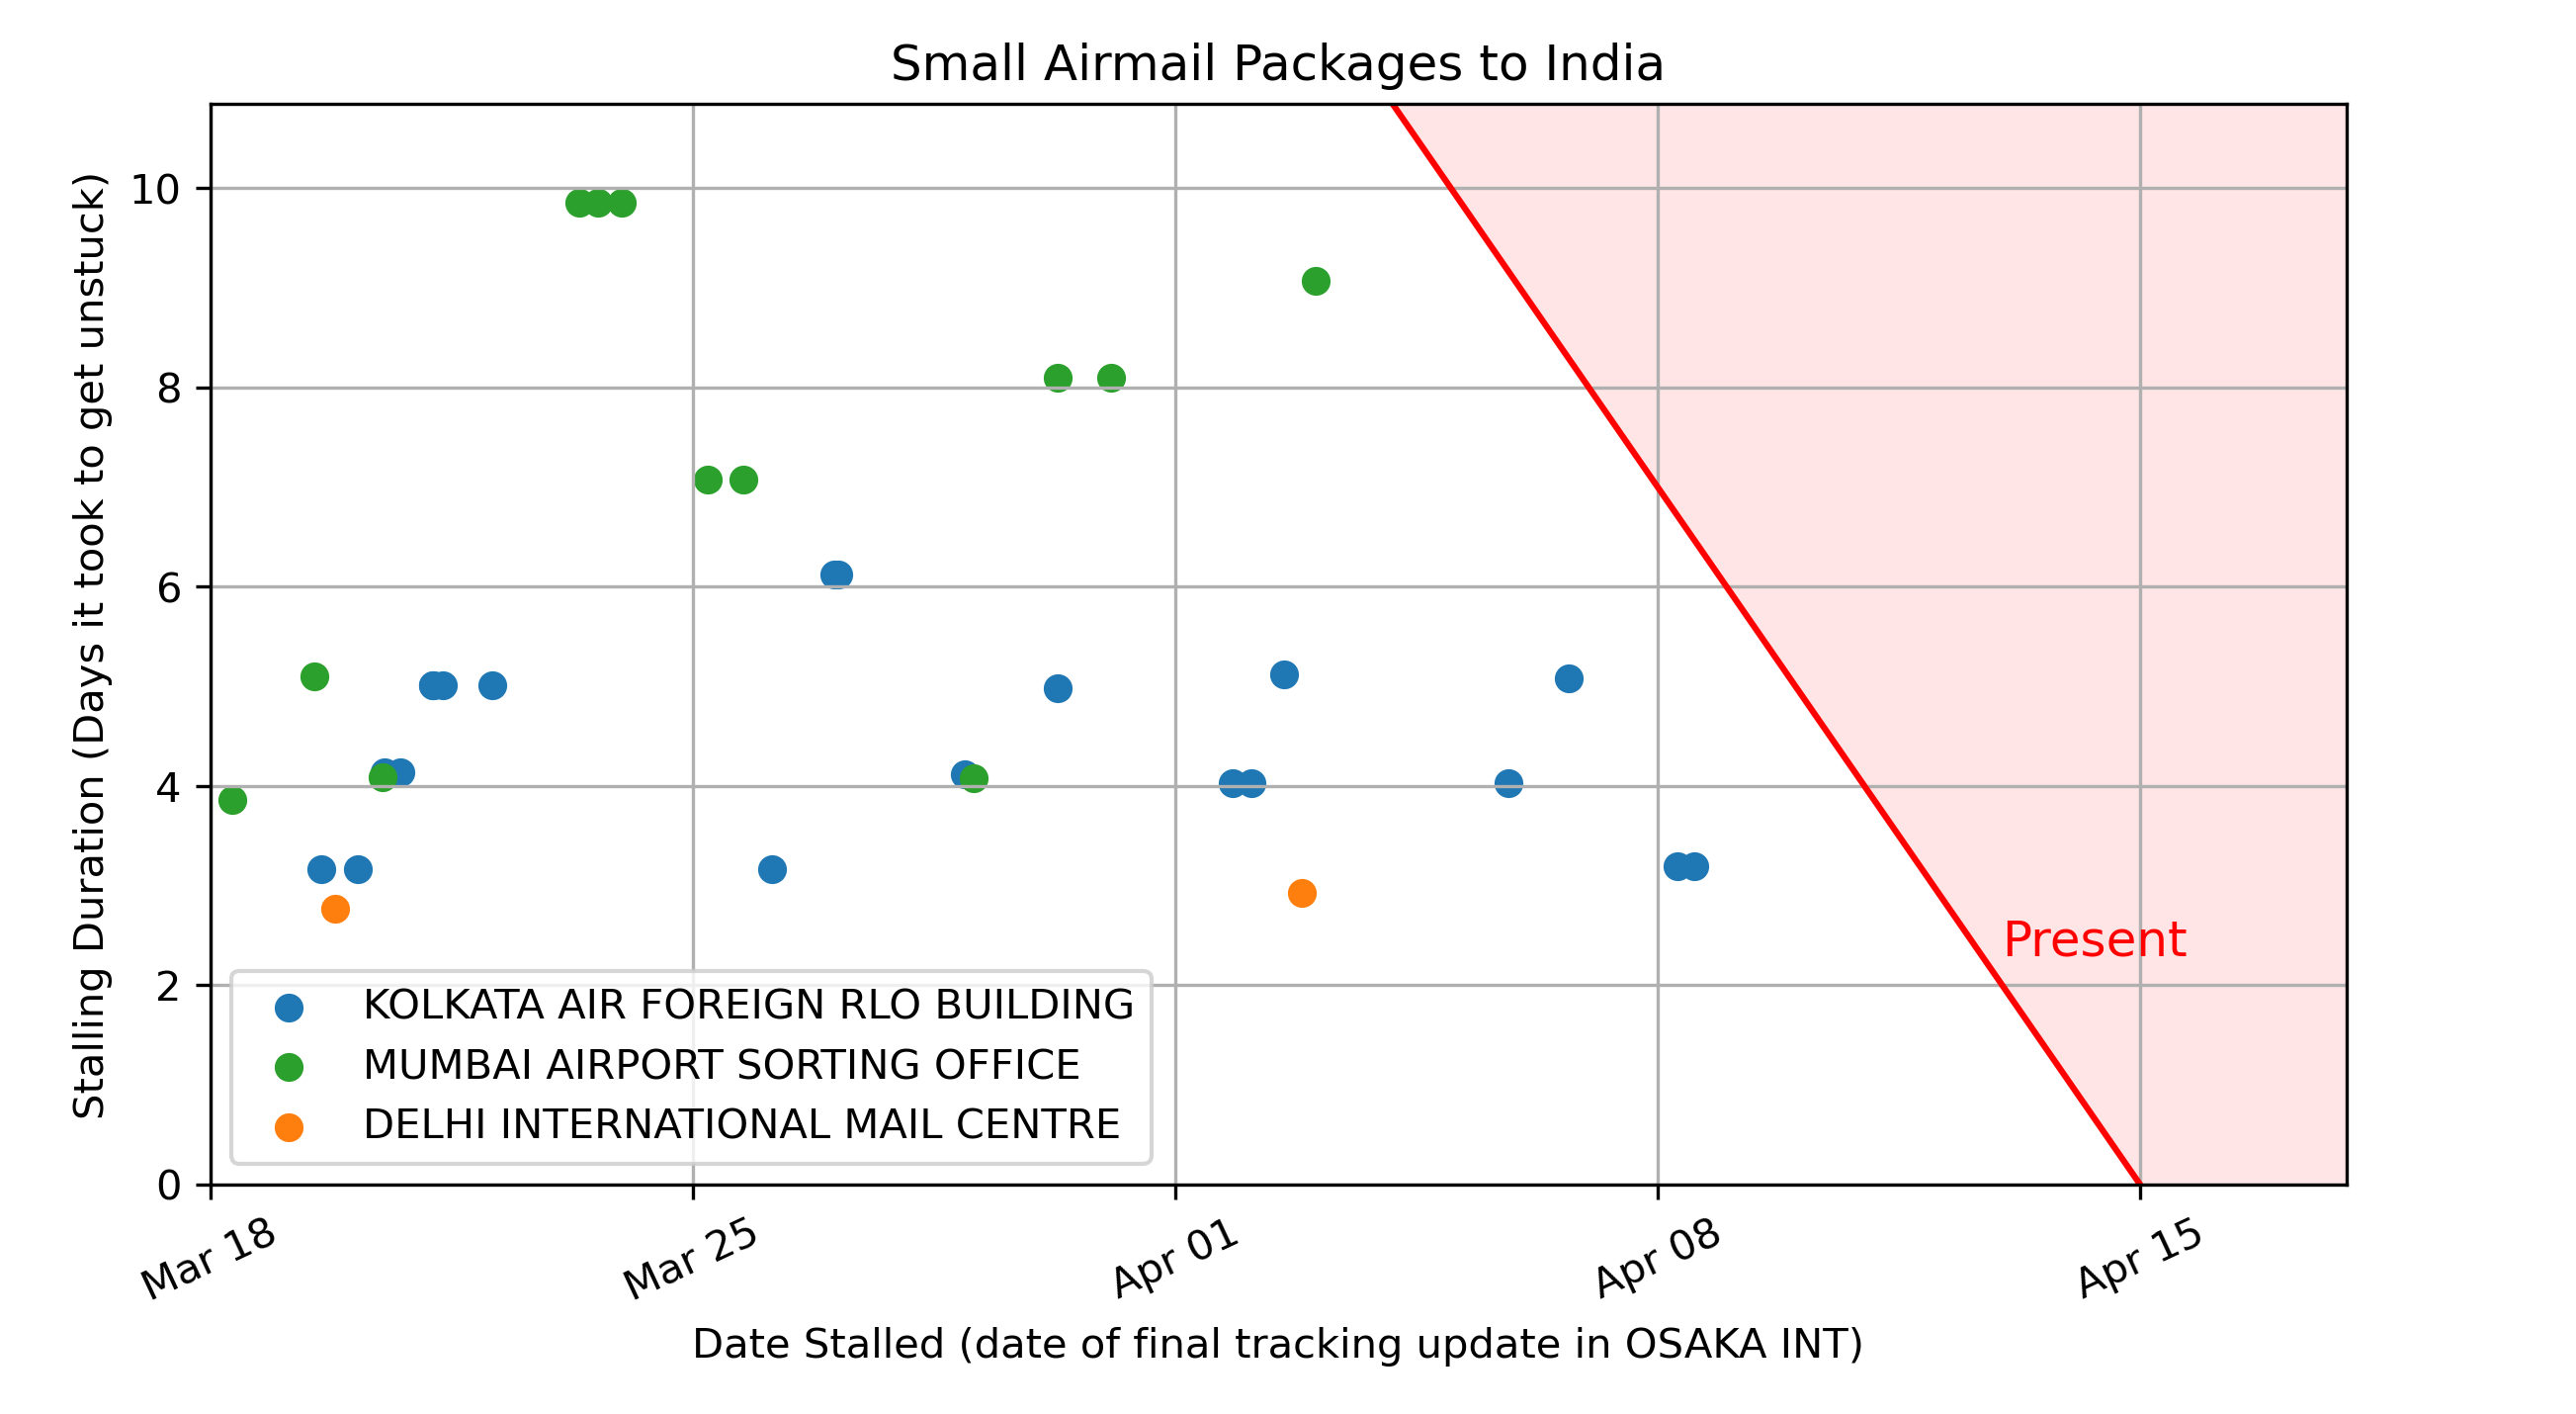 Small Airmail Packages to India
Stalling Duration (Days it took to get unstuck)
10
8
6
4
2
0
Present
KOLKATA AIR FOREIGN RLO BUILDING
MUMBAI AIRPORT SORTING OFFICE
DELHI INTERNATIONAL MAIL CENTRE
Mar 18
Mar 25
Apr 01
Apr 08
Apr 15
Date Stalled (date of final tracking update in OSAKA INT)